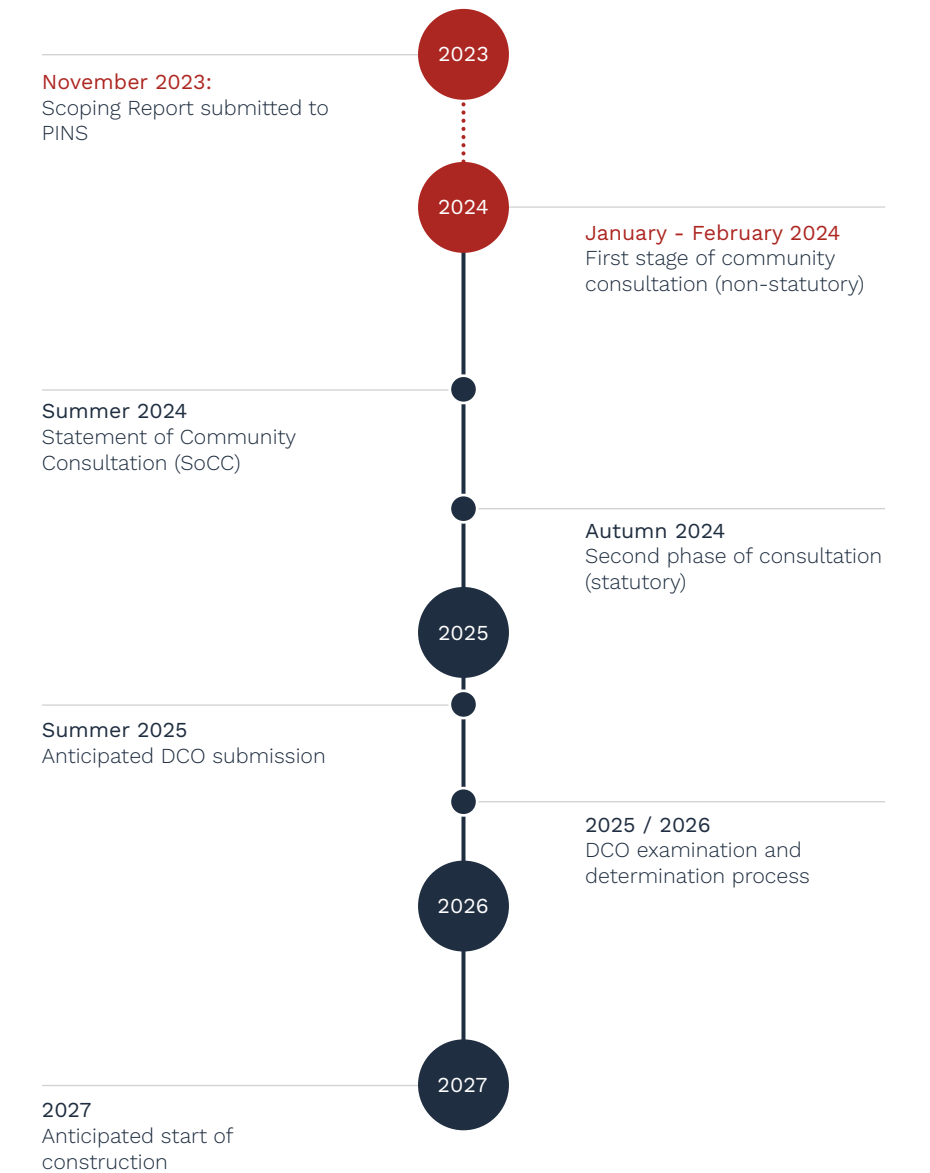 2023
November 2023:
Scoping Report submitted to
PINS
2024
January - February 2024
First stage of community
consultation (non-statutory)
Summer 2024
Statement of Community
Consultation (SoCC)
Autumn 2024
Second phase of consultation
(statutory)
2025
Summer 2025
Anticipated DCO submission
2025 / 2026
DCO examination and
determination process
2026
2027
2027
Anticipated start of
construction